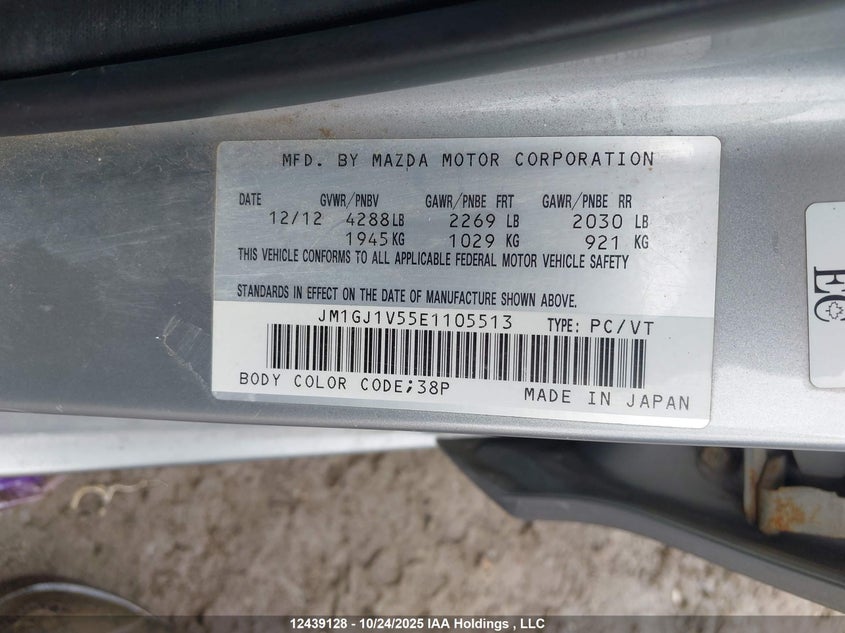 MFD. BY MAZDA MOTOR CORPORATION
DATE GVWR/PNBV GAWR/PNBE FRT GAWR/PNBE RR
12/12 4288LB 2269 LB 2030 LB
1945KG 1029 KG 921 KG
THIS VEHICLE CONFORMS TO ALL APPLICABLE FEDERAL MOTOR VEHICLE SAFETY
STANDARDS IN EFFECT ON THE DATE OF MANUFACTURE SHOWN ABOVE.
JM1GJ1V55E1105513 TYPE: PC/VT
BODY COLOR CODE;38P
MADE IN JAPAN
EC
12439128 - 10/24/2025 IAA Holdings , LLC